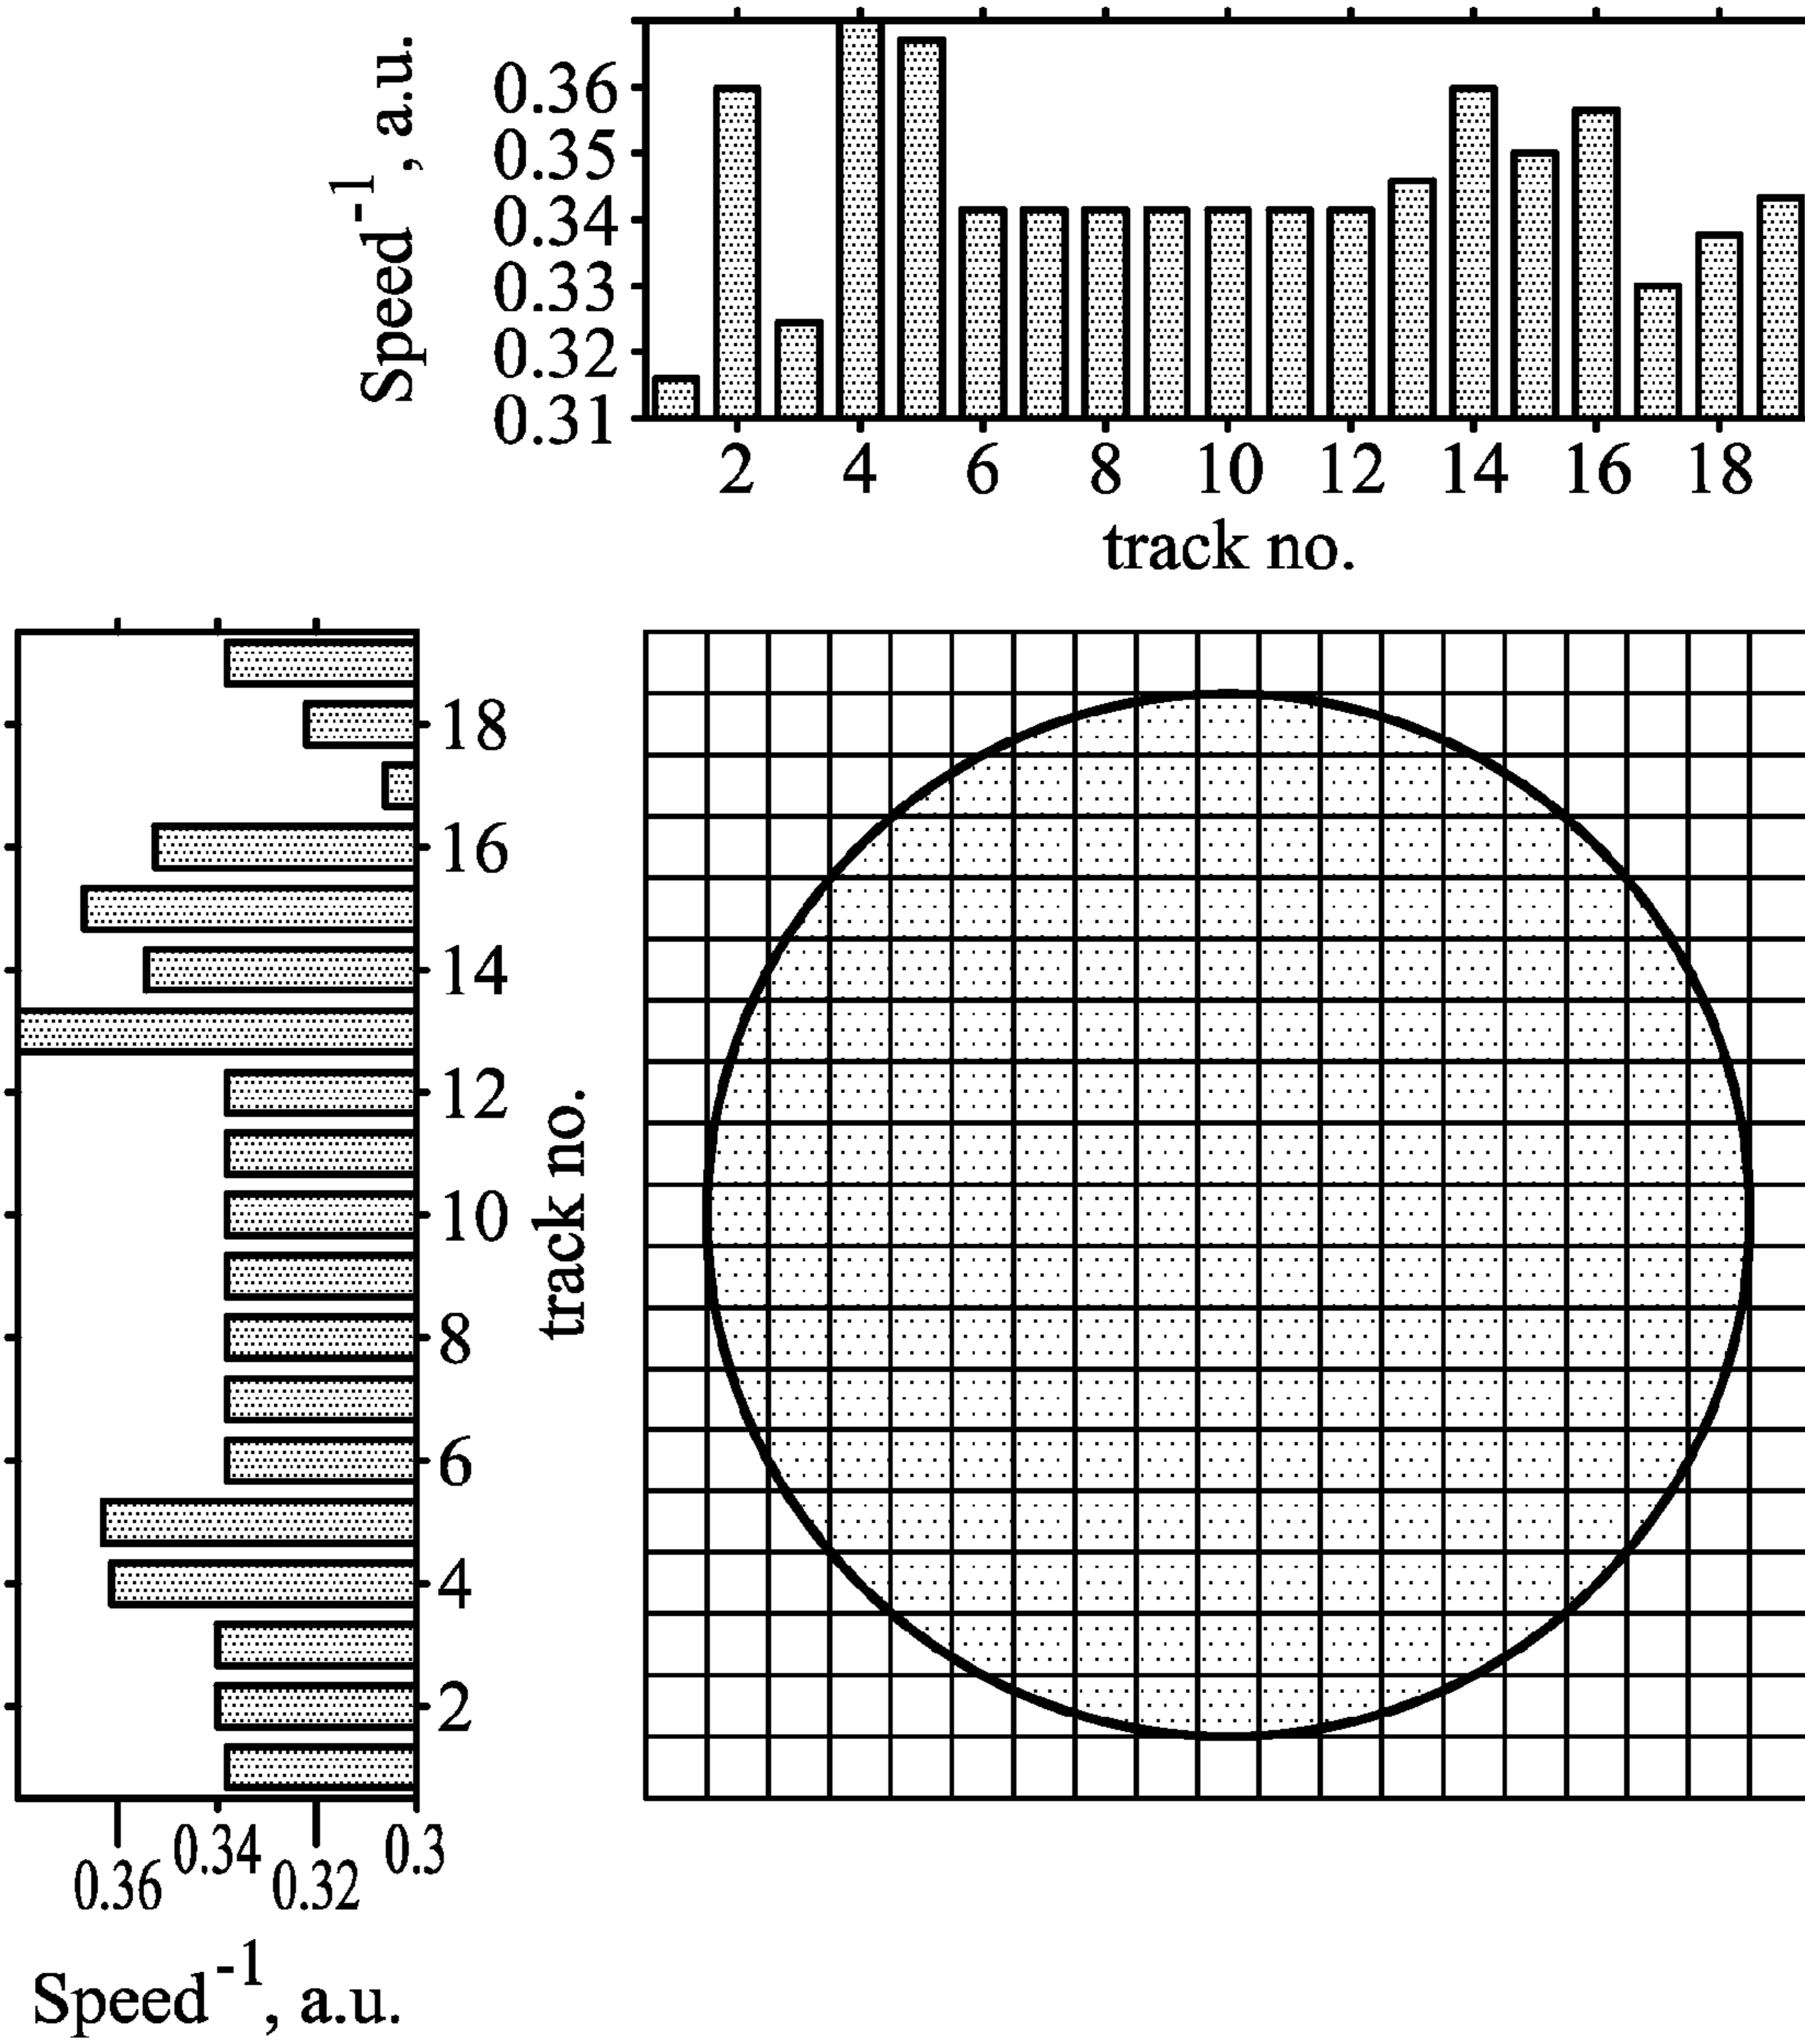 Speed⁻¹, a.u.
0.36
0.35
0.34
0.33
0.32
0.31
2 4 6 8 10 12 14 16 18
track no.
18
16
14
12
10
8
6
4
2
track no.
0.36 0.34 0.32 0.3
Speed⁻¹, a.u.